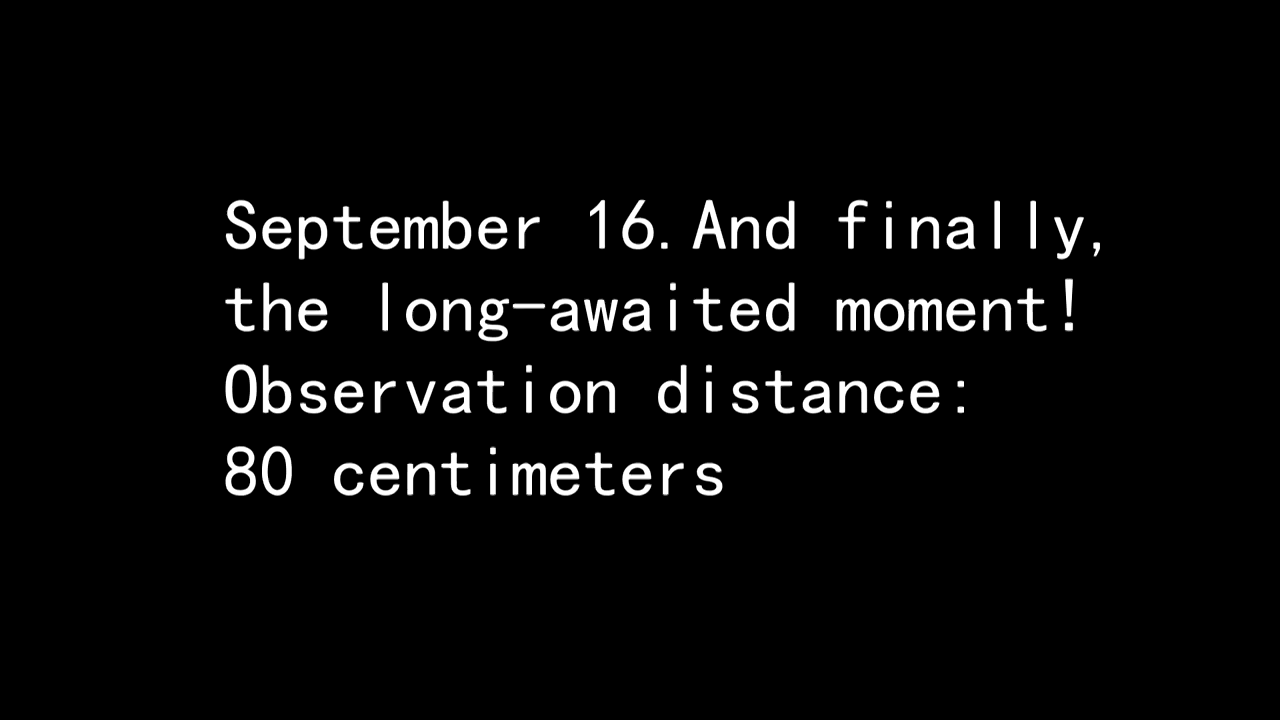 September 16.And finally,
the long-awaited moment!
Observation distance:
80 centimeters